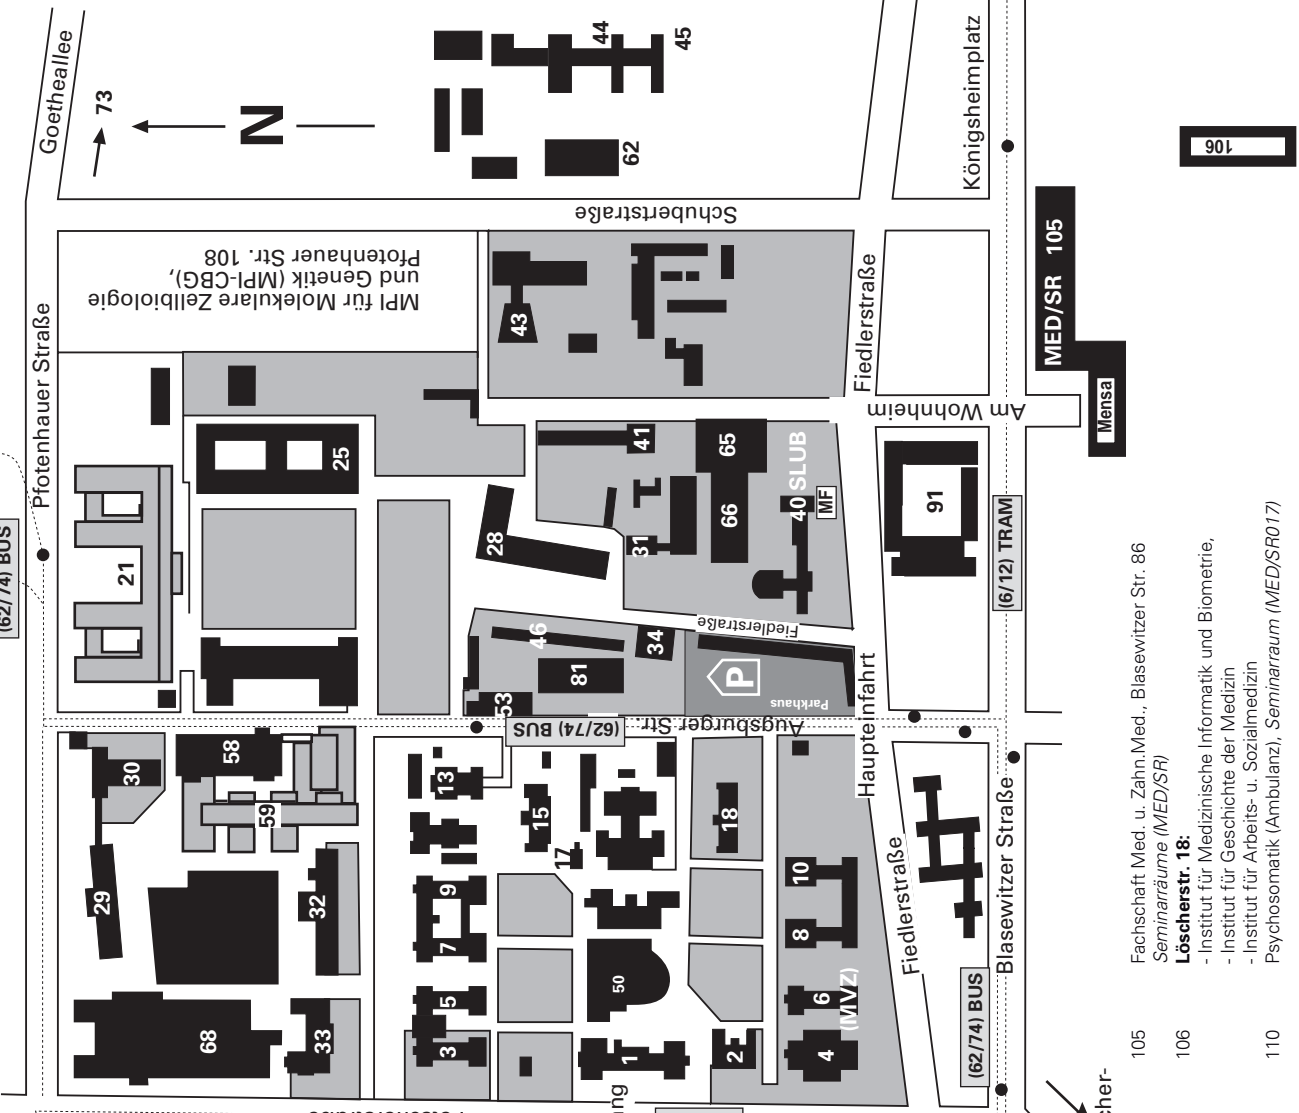 Goetheallee
73
N
44
45
62
Königsheimplatz
106
Schubertstraße
MPI für Molekulare Zellbiologie
und Genetik (MPI-CBG),
Pfotenhauer Str. 108
Pfotenhauer Straße
43
Fiedlerstraße
MED/SR 105
Mensa
Am Wohnheim
(62/74) BUS
21
25
28
41
31
65
66
40 SLUB
MF
91
(6/12) TRAM
46
34
81
53
Fiedlerstraße
P
Parkhaus
Augsburger Str.
(62/74) BUS
Haupteinfahrt
30
58
59
29
32
68
33
13
15
17
9
7
5
3
50
1
18
2
10
8
6
(MVZ)
4
Fiedlerstraße
Blasewitzer Straße
(62/74) BUS
ung
cher-
105 Fachschaft Med. u. Zahn.Med., Blasewitzer Str. 86
Seminarräume (MED/SR)
106 Löscherstr. 18:
- Institut für Medizinische Informatik und Biometrie,
- Institut für Geschichte der Medizin
- Institut für Arbeits- u. Sozialmedizin
110 Psychosomatik (Ambulanz), Seminarraum (MED/SR017)